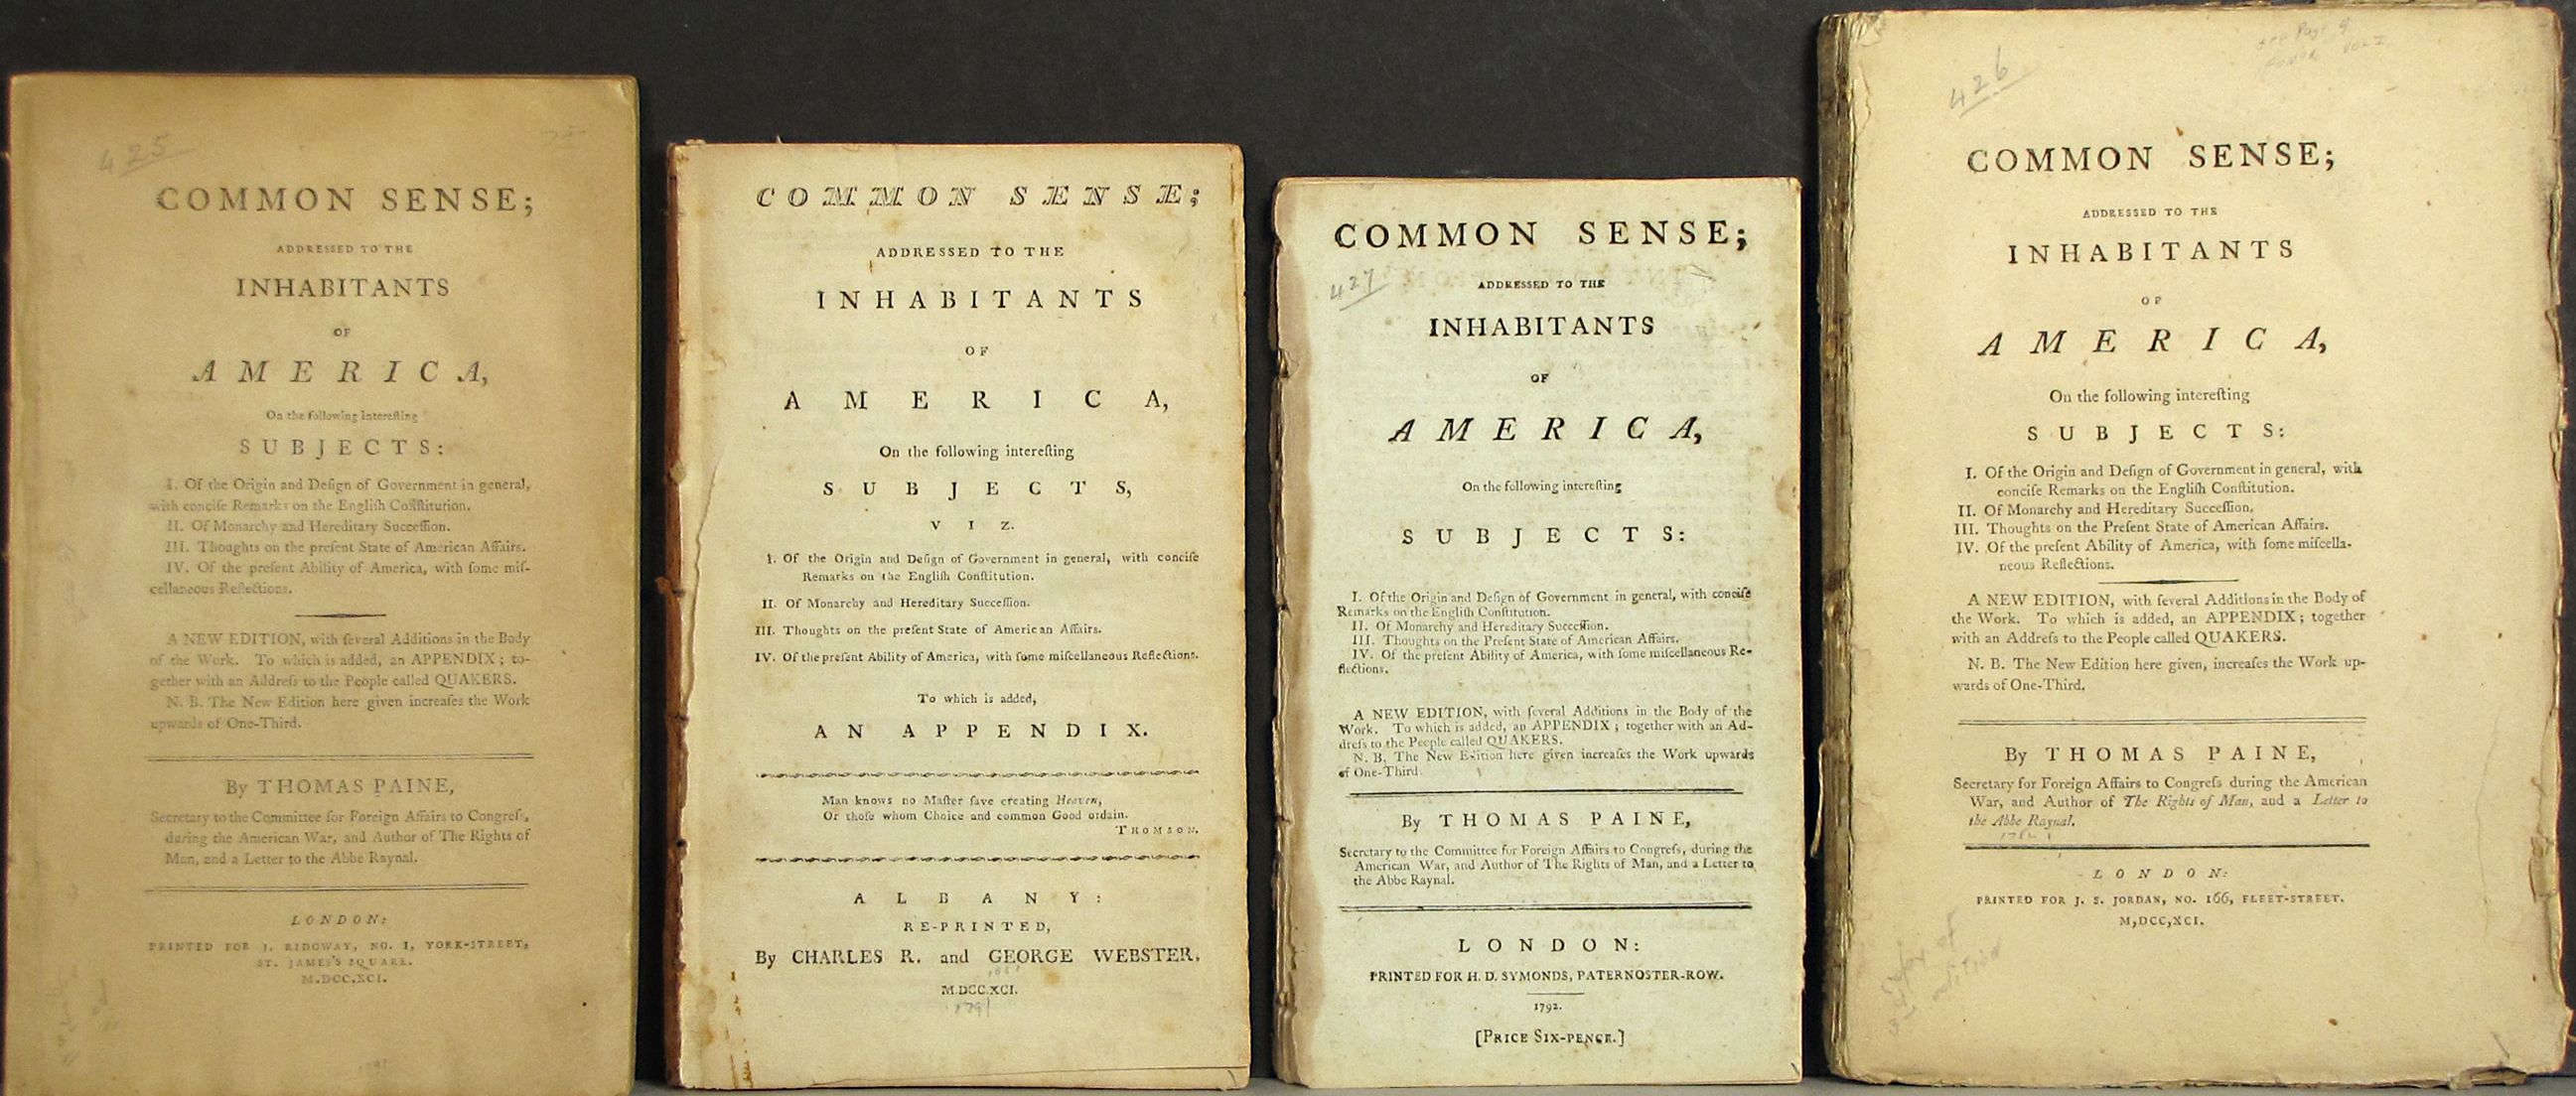 425
COMMON SENSE;
ADDRESSED TO THE
INHABITANTS
OF
AMERICA,
On the following intereſting
SUBJECTS:
I. Of the Origin and Deſign of Government in general,
with conciſe Remarks on the Engliſh Conſtitution.
II. Of Monarchy and Hereditary Succeſſion.
III. Thoughts on the preſent State of American Affairs.
IV. Of the preſent Ability of America, with ſome miſ-
cellaneous Reflections.
A NEW EDITION, with ſeveral Additions in the Body
of the Work. To which is added, an APPENDIX; to-
gether with an Addreſs to the People called QUAKERS.
N. B. The New Edition here given increaſes the Work
upwards of One-Third.
By THOMAS PAINE,
Secretary to the Committee for Foreign Affairs to Congreſs,
during the American War, and Author of The Rights of
Man, and a Letter to the Abbe Raynal.
LONDON:
PRINTED FOR J. RIDGWAY, NO. 1, YORK-STREET,
ST. JAMES'S SQUARE.
M.DCC.XCI.
COMMON SENSE;
ADDRESSED TO THE
INHABITANTS
OF
AMERICA,
On the following intereſting
SUBJECTS,
VIZ.
I. Of the Origin and Deſign of Government in general, with conciſe
Remarks on the Engliſh Conſtitution.
II. Of Monarchy and Hereditary Succeſſion.
III. Thoughts on the preſent State of American Affairs.
IV. Of the preſent Ability of America, with ſome miſcellaneous Reflections.
To which is added,
AN APPENDIX.
Man knows no Maſter ſave creating Heaven,
Or thoſe whom Choice and common Good ordain.
THOMSON.
ALBANY:
RE-PRINTED,
By CHARLES R. and GEORGE WEBSTER.
M.DCC.XCI.
1791
COMMON SENSE;
427
ADDRESSED TO THE
INHABITANTS
OF
AMERICA,
On the following intereſting
SUBJECTS:
I. Of the Origin and Deſign of Government in general, with conciſe
Remarks on the Engliſh Conſtitution.
II. Of Monarchy and Hereditary Succeſſion.
III. Thoughts on the Preſent State of American Affairs.
IV. Of the preſent Ability of America, with ſome miſcellaneous Re-
flections.
A NEW EDITION, with ſeveral Additions in the Body of the
Work. To which is added, an APPENDIX; together with an Ad-
dreſs to the People called QUAKERS.
N. B. The New Edition here given increaſes the Work upwards
of One-Third.
By THOMAS PAINE,
Secretary to the Committee for Foreign Affairs to Congreſs, during the
American War, and Author of The Rights of Man, and a Letter to
the Abbe Raynal.
LONDON:
PRINTED FOR H. D. SYMONDS, PATERNOSTER-ROW.
1792.
[PRICE SIX-PENCE.]
see Page 9
426
COMMON SENSE;
ADDRESSED TO THE
INHABITANTS
OF
AMERICA,
On the following intereſting
SUBJECTS:
I. Of the Origin and Deſign of Government in general, with
conciſe Remarks on the Engliſh Conſtitution.
II. Of Monarchy and Hereditary Succeſſion.
III. Thoughts on the Preſent State of American Affairs.
IV. Of the preſent Ability of America, with ſome miſcella-
neous Reflections.
A NEW EDITION, with ſeveral Additions in the Body of
the Work. To which is added, an APPENDIX; together
with an Addreſs to the People called QUAKERS.
N. B. The New Edition here given, increaſes the Work up-
wards of One-Third.
By THOMAS PAINE,
Secretary for Foreign Affairs to Congreſs during the American
War, and Author of The Rights of Man, and a Letter to
the Abbe Raynal.
LONDON:
PRINTED FOR J. S. JORDAN, NO. 166, FLEET-STREET.
M,DCC,XCI.